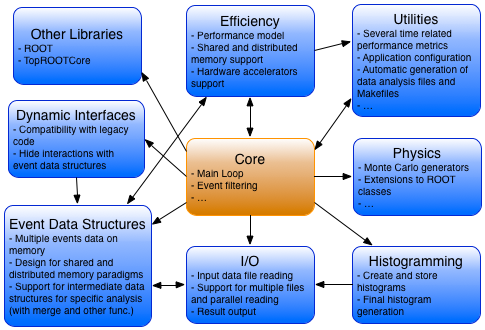 Other Libraries
- ROOT
- TopROOTCore
Efficiency
- Performance model
- Shared and distributed
memory support
- Hardware accelerators
support
Utilities
- Several time related
performance metrics
- Application configuration
- Automatic generation of
data analysis files and
Makefiles
- ...
Dynamic Interfaces
- Compatibility with legacy
code
- Hide interactions with
event data structures
Core
- Main Loop
- Event filtering
- ...
Physics
- Monte Carlo generators
- Extensions to ROOT
classes
- ...
Event Data Structures
- Multiple events data on
memory
- Design for shared and
distributed memory paradigms
- Support for intermediate data
structures for specific analysis
(with merge and other func.)
I/O
- Input data file reading
- Support for multiple files
and parallel reading
- Result output
Histogramming
- Create and store
histograms
- Final histogram
generation